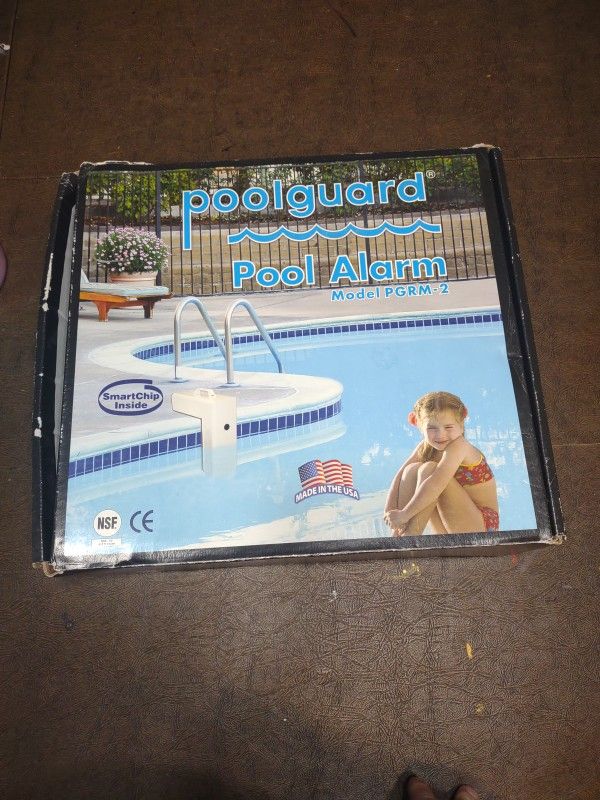 poolguard®
Pool Alarm
Model PGRM-2
SmartChip
Inside
MADE IN THE USA
NSF CE